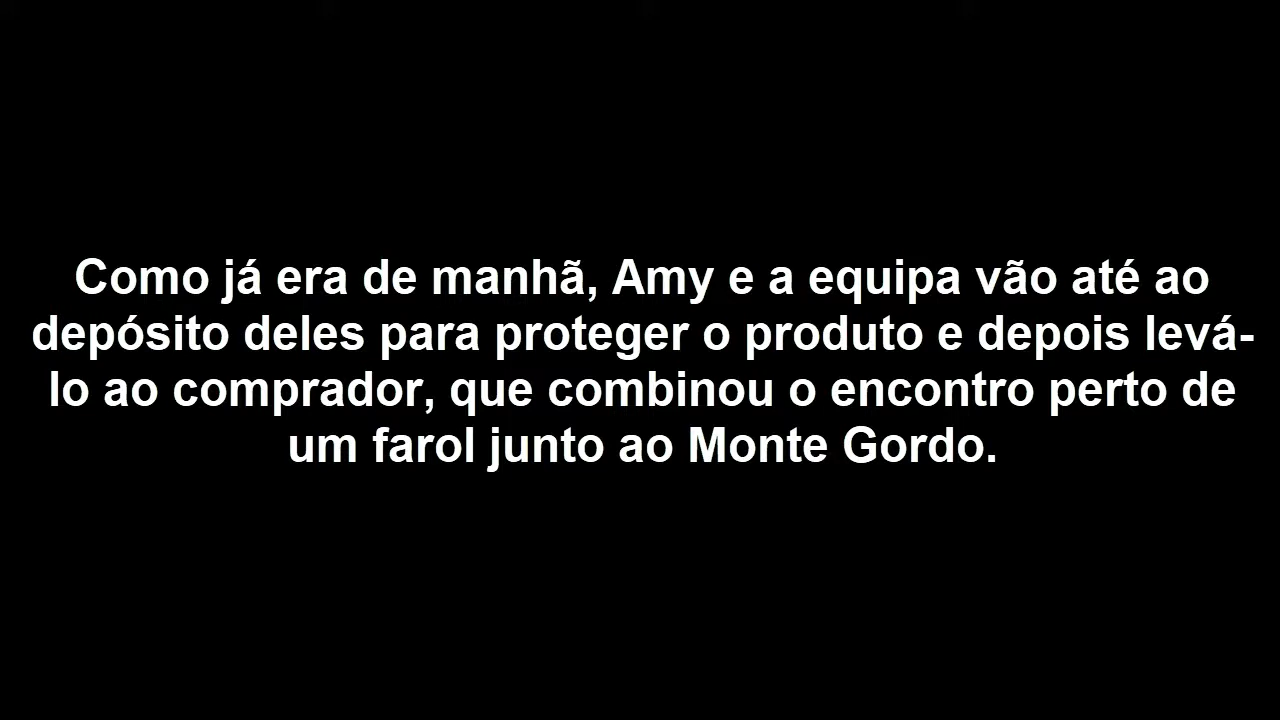 Como já era de manhã, Amy e a equipa vão até ao
depósito deles para proteger o produto e depois levá-
lo ao comprador, que combinou o encontro perto de
um farol junto ao Monte Gordo.